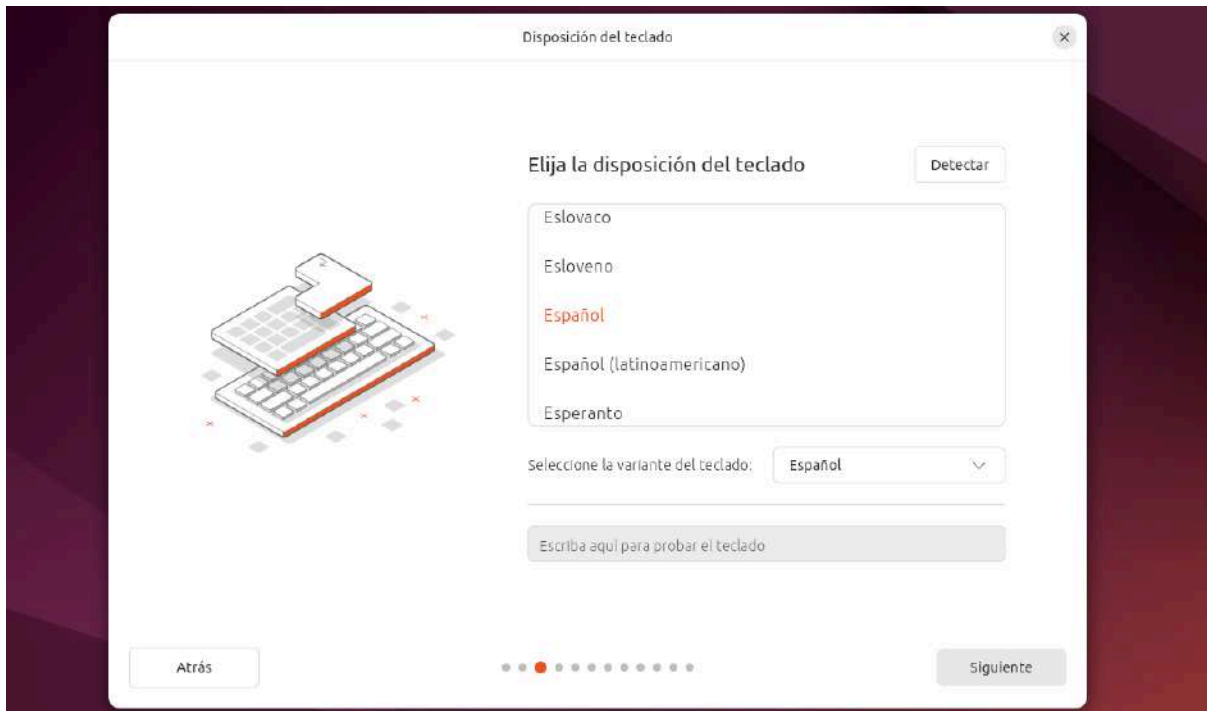 Disposición del teclado
Elija la disposición del teclado
Detectar
Eslovaco
Esloveno
Español
Español (latinoamericano)
Esperanto
Seleccione la variante del teclado:
Español
Escriba aquí para probar el teclado
Atrás
Siguiente